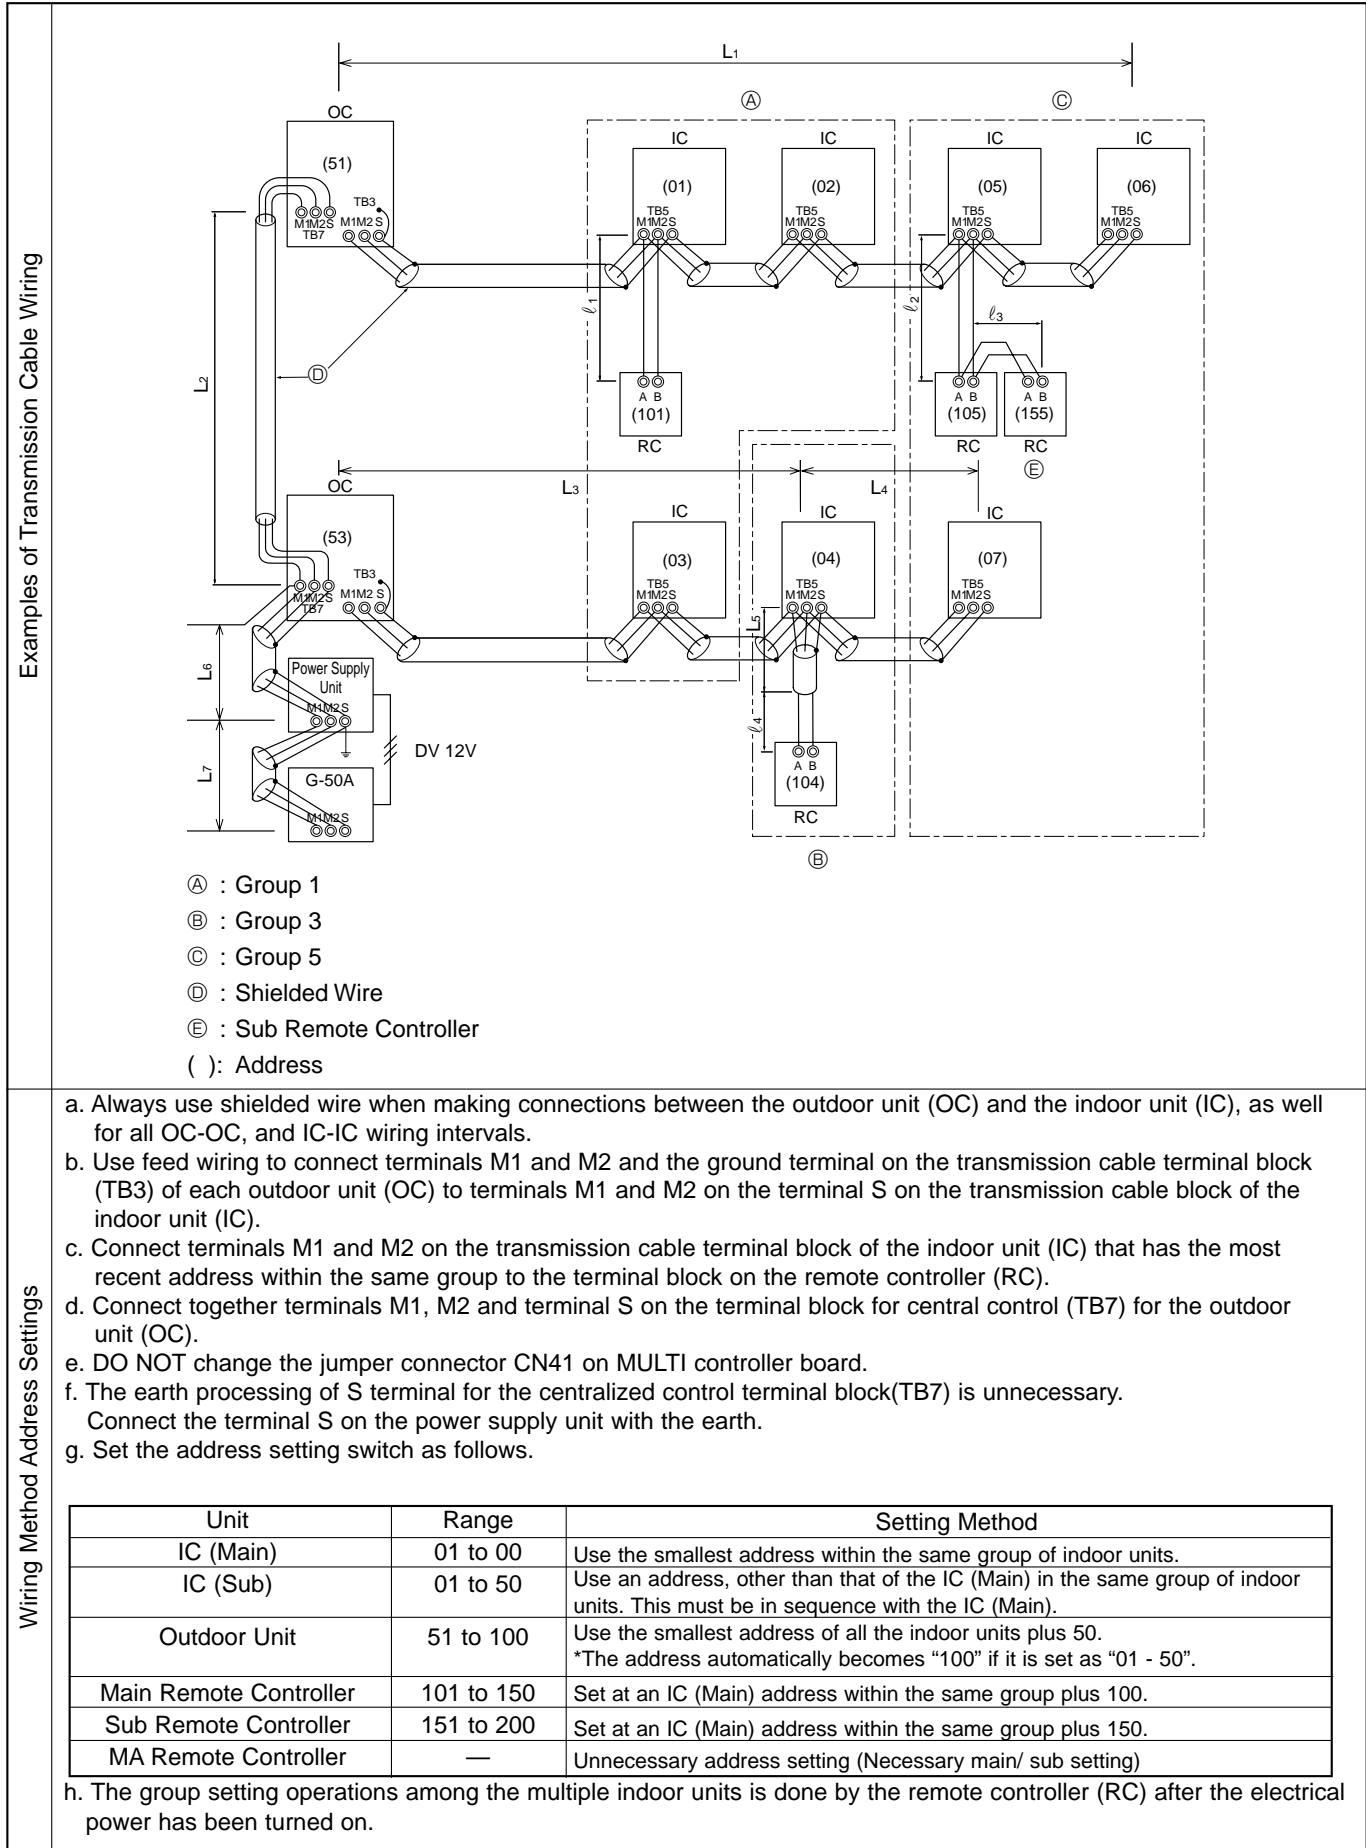 Examples of Transmission Cable Wiring
L1
A
C
OC
IC
IC
IC
IC
(51)
(01)
(02)
(05)
(06)
TB3
M1M2S
TB7
M1M2 S
TB5
M1M2S
TB5
M1M2S
TB5
M1M2S
TB5
M1M2S
L2
ℓ1
ℓ2
ℓ3
D
A B
(101)
RC
A B
(105)
RC
A B
(155)
RC
E
L3
L4
OC
IC
IC
IC
(53)
(03)
(04)
(07)
TB3
M1M2S
TB7
M1M2 S
TB5
M1M2S
TB5
M1M2S
TB5
M1M2S
L5
L6
Power Supply
Unit
M1M2S
ℓ4
L7
DV 12V
G-50A
M1M2S
A B
(104)
RC
B
Ⓐ : Group 1
Ⓑ : Group 3
Ⓒ : Group 5
Ⓓ : Shielded Wire
Ⓔ : Sub Remote Controller
( ): Address
Wiring Method Address Settings
a. Always use shielded wire when making connections between the outdoor unit (OC) and the indoor unit (IC), as well
for all OC-OC, and IC-IC wiring intervals.
b. Use feed wiring to connect terminals M1 and M2 and the ground terminal on the transmission cable terminal block
(TB3) of each outdoor unit (OC) to terminals M1 and M2 on the terminal S on the transmission cable block of the
indoor unit (IC).
c. Connect terminals M1 and M2 on the transmission cable terminal block of the indoor unit (IC) that has the most
recent address within the same group to the terminal block on the remote controller (RC).
d. Connect together terminals M1, M2 and terminal S on the terminal block for central control (TB7) for the outdoor
unit (OC).
e. DO NOT change the jumper connector CN41 on MULTI controller board.
f. The earth processing of S terminal for the centralized control terminal block(TB7) is unnecessary.
Connect the terminal S on the power supply unit with the earth.
g. Set the address setting switch as follows.
Unit Range Setting Method
IC (Main) 01 to 00 Use the smallest address within the same group of indoor units.
IC (Sub) 01 to 50 Use an address, other than that of the IC (Main) in the same group of indoor
units. This must be in sequence with the IC (Main).
Outdoor Unit 51 to 100 Use the smallest address of all the indoor units plus 50.
*The address automatically becomes “100” if it is set as “01 - 50”.
Main Remote Controller 101 to 150 Set at an IC (Main) address within the same group plus 100.
Sub Remote Controller 151 to 200 Set at an IC (Main) address within the same group plus 150.
MA Remote Controller — Unnecessary address setting (Necessary main/ sub setting)
h. The group setting operations among the multiple indoor units is done by the remote controller (RC) after the electrical
power has been turned on.